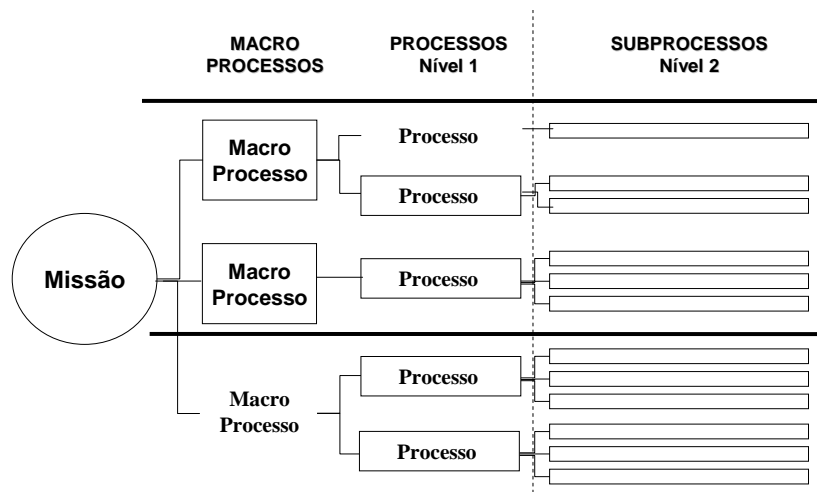 MACRO
PROCESSOS
PROCESSOS
Nível 1
SUBPROCESSOS
Nível 2
Missão
Macro
Processo
Processo
Processo
Macro
Processo
Processo
Macro
Processo
Processo
Processo